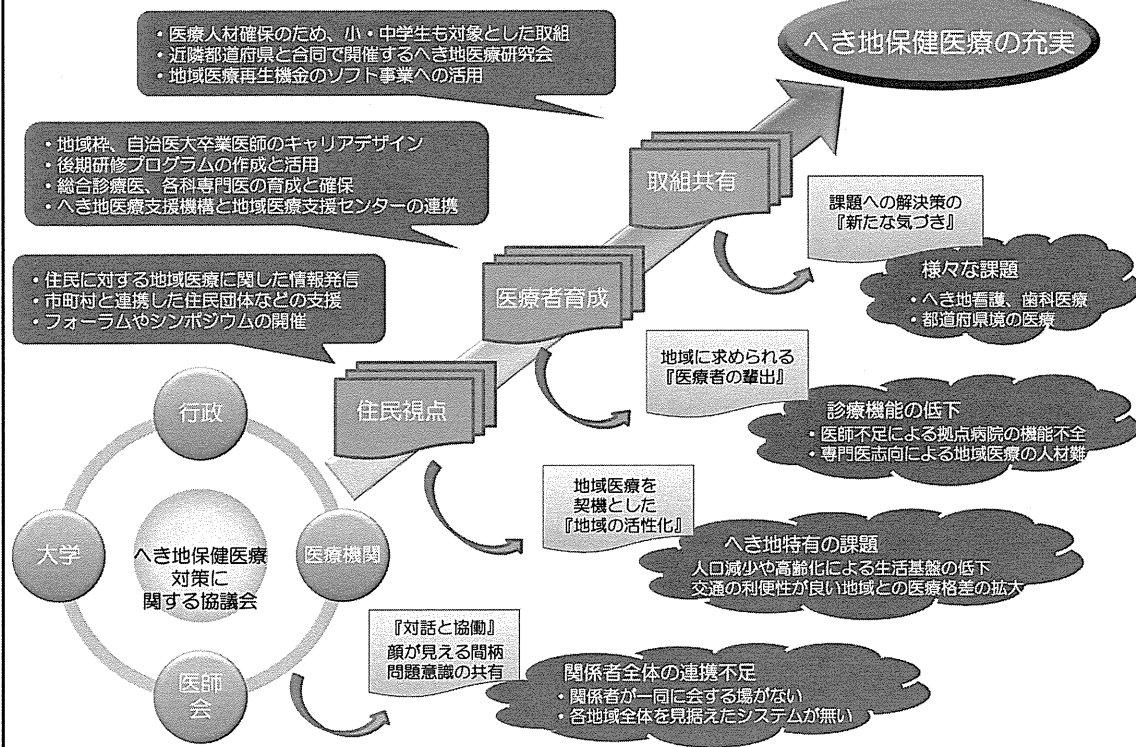 へき地保健医療の充実
・医療人材確保のため、小・中学生も対象とした取組
・近隣都道府県と合同で開催するへき地医療研究会
・地域医療再生機金のソフト事業への活用
・地域枠、自治医大卒業医師のキャリアデザイン
・後期研修プログラムの作成と活用
・総合診療医、各科専門医の育成と確保
・へき地医療支援機構と地域医療支援センターの連携
・住民に対する地域医療に関した情報発信
・市町村と連携した住民団体などの支援
・フォーラムやシンポジウムの開催
取組共有
医療者育成
住民視点
課題への解決策の
『新たな気づき』
様々な課題
・へき地看護、歯科医療
・都道府県境の医療
地域に求められる
『医療者の輩出』
診療機能の低下
・医師不足による拠点病院の機能不全
・専門医志向による地域医療の人材難
地域医療を
契機とした
『地域の活性化』
へき地特有の課題
人口減少や高齢化による生活基盤の低下
交通の利便性が良い地域との医療格差の拡大
行政
大学
へき地保健医療
対策に
関する協議会
医療機関
医師
会
『対話と協働』
顔が見える間柄
問題意識の共有
関係者全体の連携不足
・関係者が一同に会する場がない
・各地域全体を見据えたシステムが無い